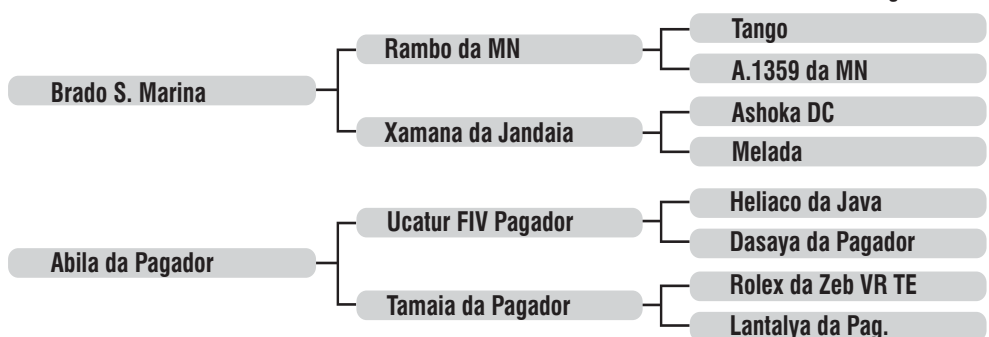 Tango
Rambo da MN
A.1359 da MN
Brado S. Marina
Ashoka DC
Xamana da Jandaia
Melada
Heliaco da Java
Ucatur FIV Pagador
Dasaya da Pagador
Abila da Pagador
Rolex da Zeb VR TE
Tamaia da Pagador
Lantalya da Pag.